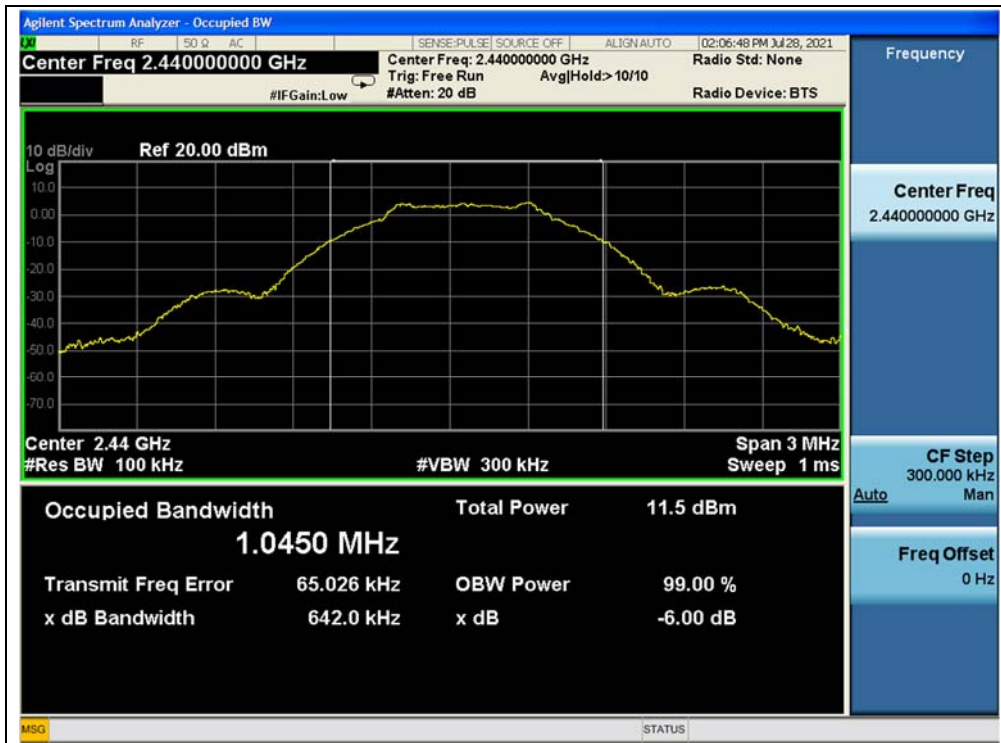 Agilent Spectrum Analyzer - Occupied BW
LXI RF 50 Ω AC SENSE:PULSE SOURCE OFF ALIGN AUTO 02:06:48 PM Jul 28, 2021
Center Freq 2.440000000 GHz
Center Freq: 2.440000000 GHz Radio Std: None
Trig: Free Run Avg|Hold:>10/10
#IFGain:Low #Atten: 20 dB Radio Device: BTS
10 dB/div Ref 20.00 dBm
Log
10.0
0.00
-10.0
-20.0
-30.0
-40.0
-50.0
-60.0
-70.0
Center 2.44 GHz Span 3 MHz
#Res BW 100 kHz #VBW 300 kHz Sweep 1 ms
Occupied Bandwidth Total Power 11.5 dBm
1.0450 MHz
Transmit Freq Error 65.026 kHz OBW Power 99.00 %
x dB Bandwidth 642.0 kHz x dB -6.00 dB
Frequency
Center Freq
2.440000000 GHz
CF Step
300.000 kHz
Auto Man
Freq Offset
0 Hz
MSG STATUS